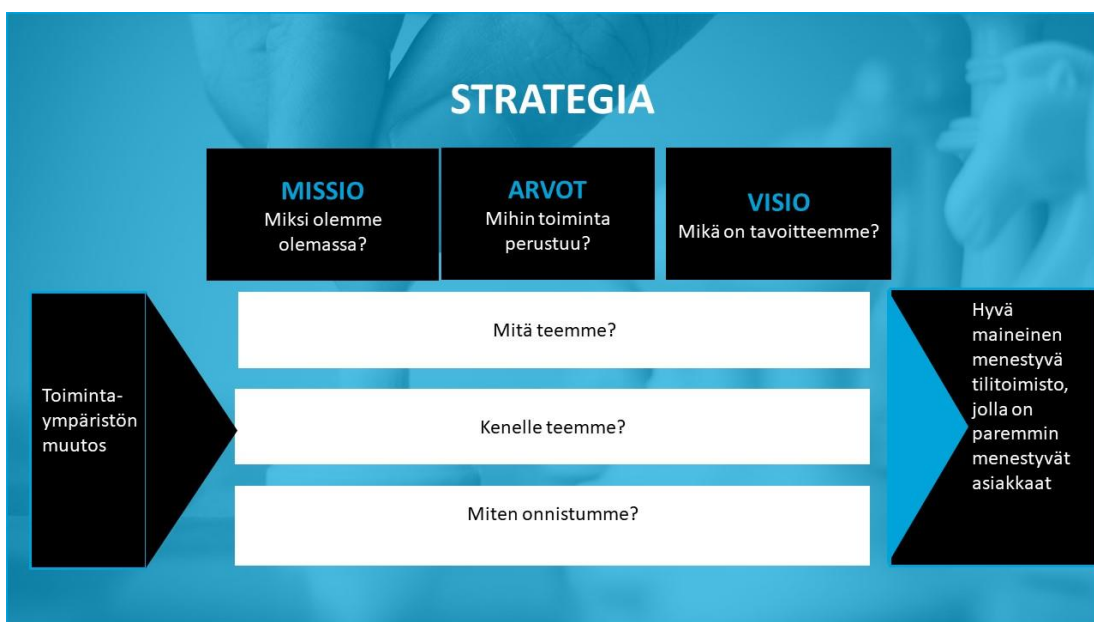 STRATEGIA
MISSIO
Miksi olemme
olemassa?
ARVOT
Mihin toiminta
perustuu?
VISIO
Mikä on tavoitteemme?
Toiminta-
ympäristön
muutos
Mitä teemme?
Kenelle teemme?
Miten onnistumme?
Hyvä
maineinen
menestyvä
tilitoimisto,
jolla on
paremmin
menestyvät
asiakkaat